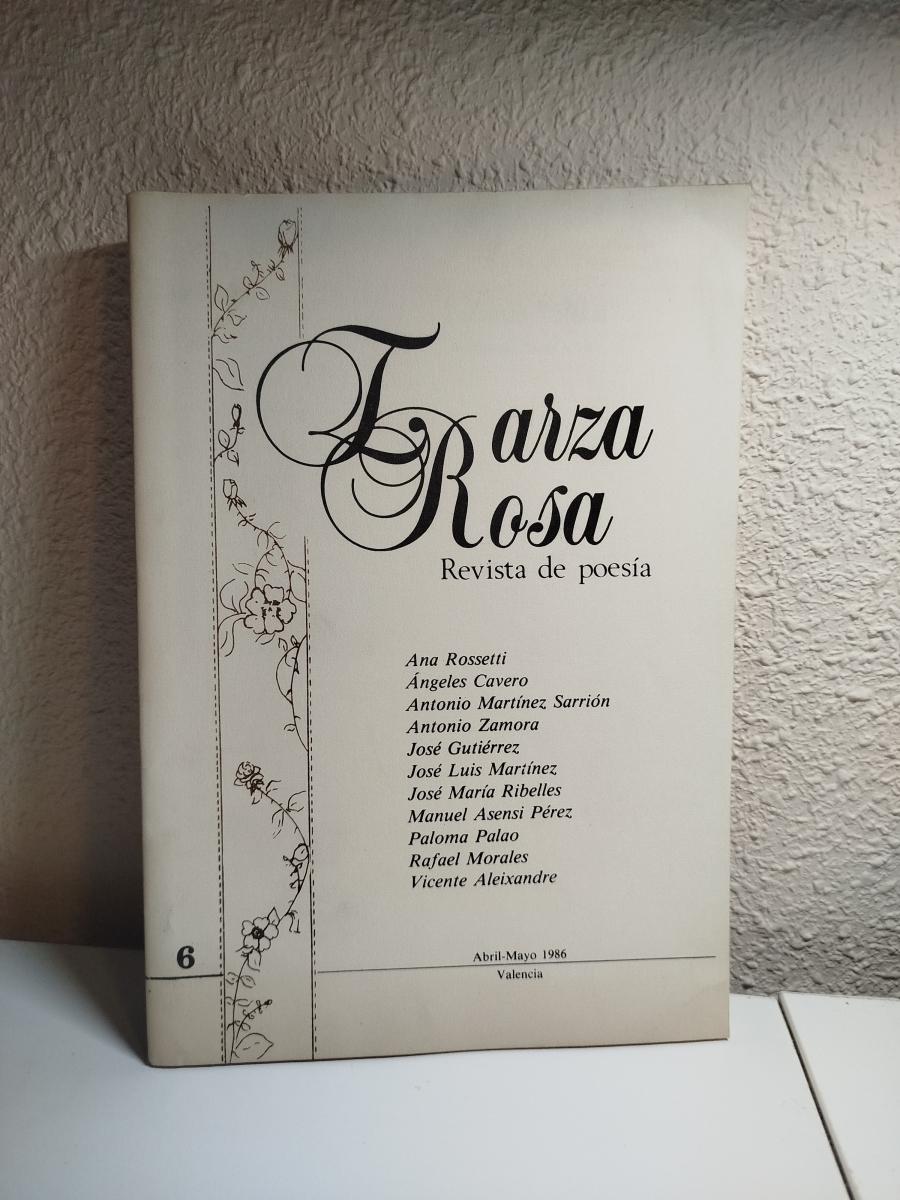 Zarza
Rosa
Revista de poesía
Ana Rossetti
Ángeles Cavero
Antonio Martínez Sarrión
Antonio Zamora
José Gutiérrez
José Luis Martínez
José María Ribelles
Manuel Asensi Pérez
Paloma Palao
Rafael Morales
Vicente Aleixandre
6
Abril-Mayo 1986
Valencia